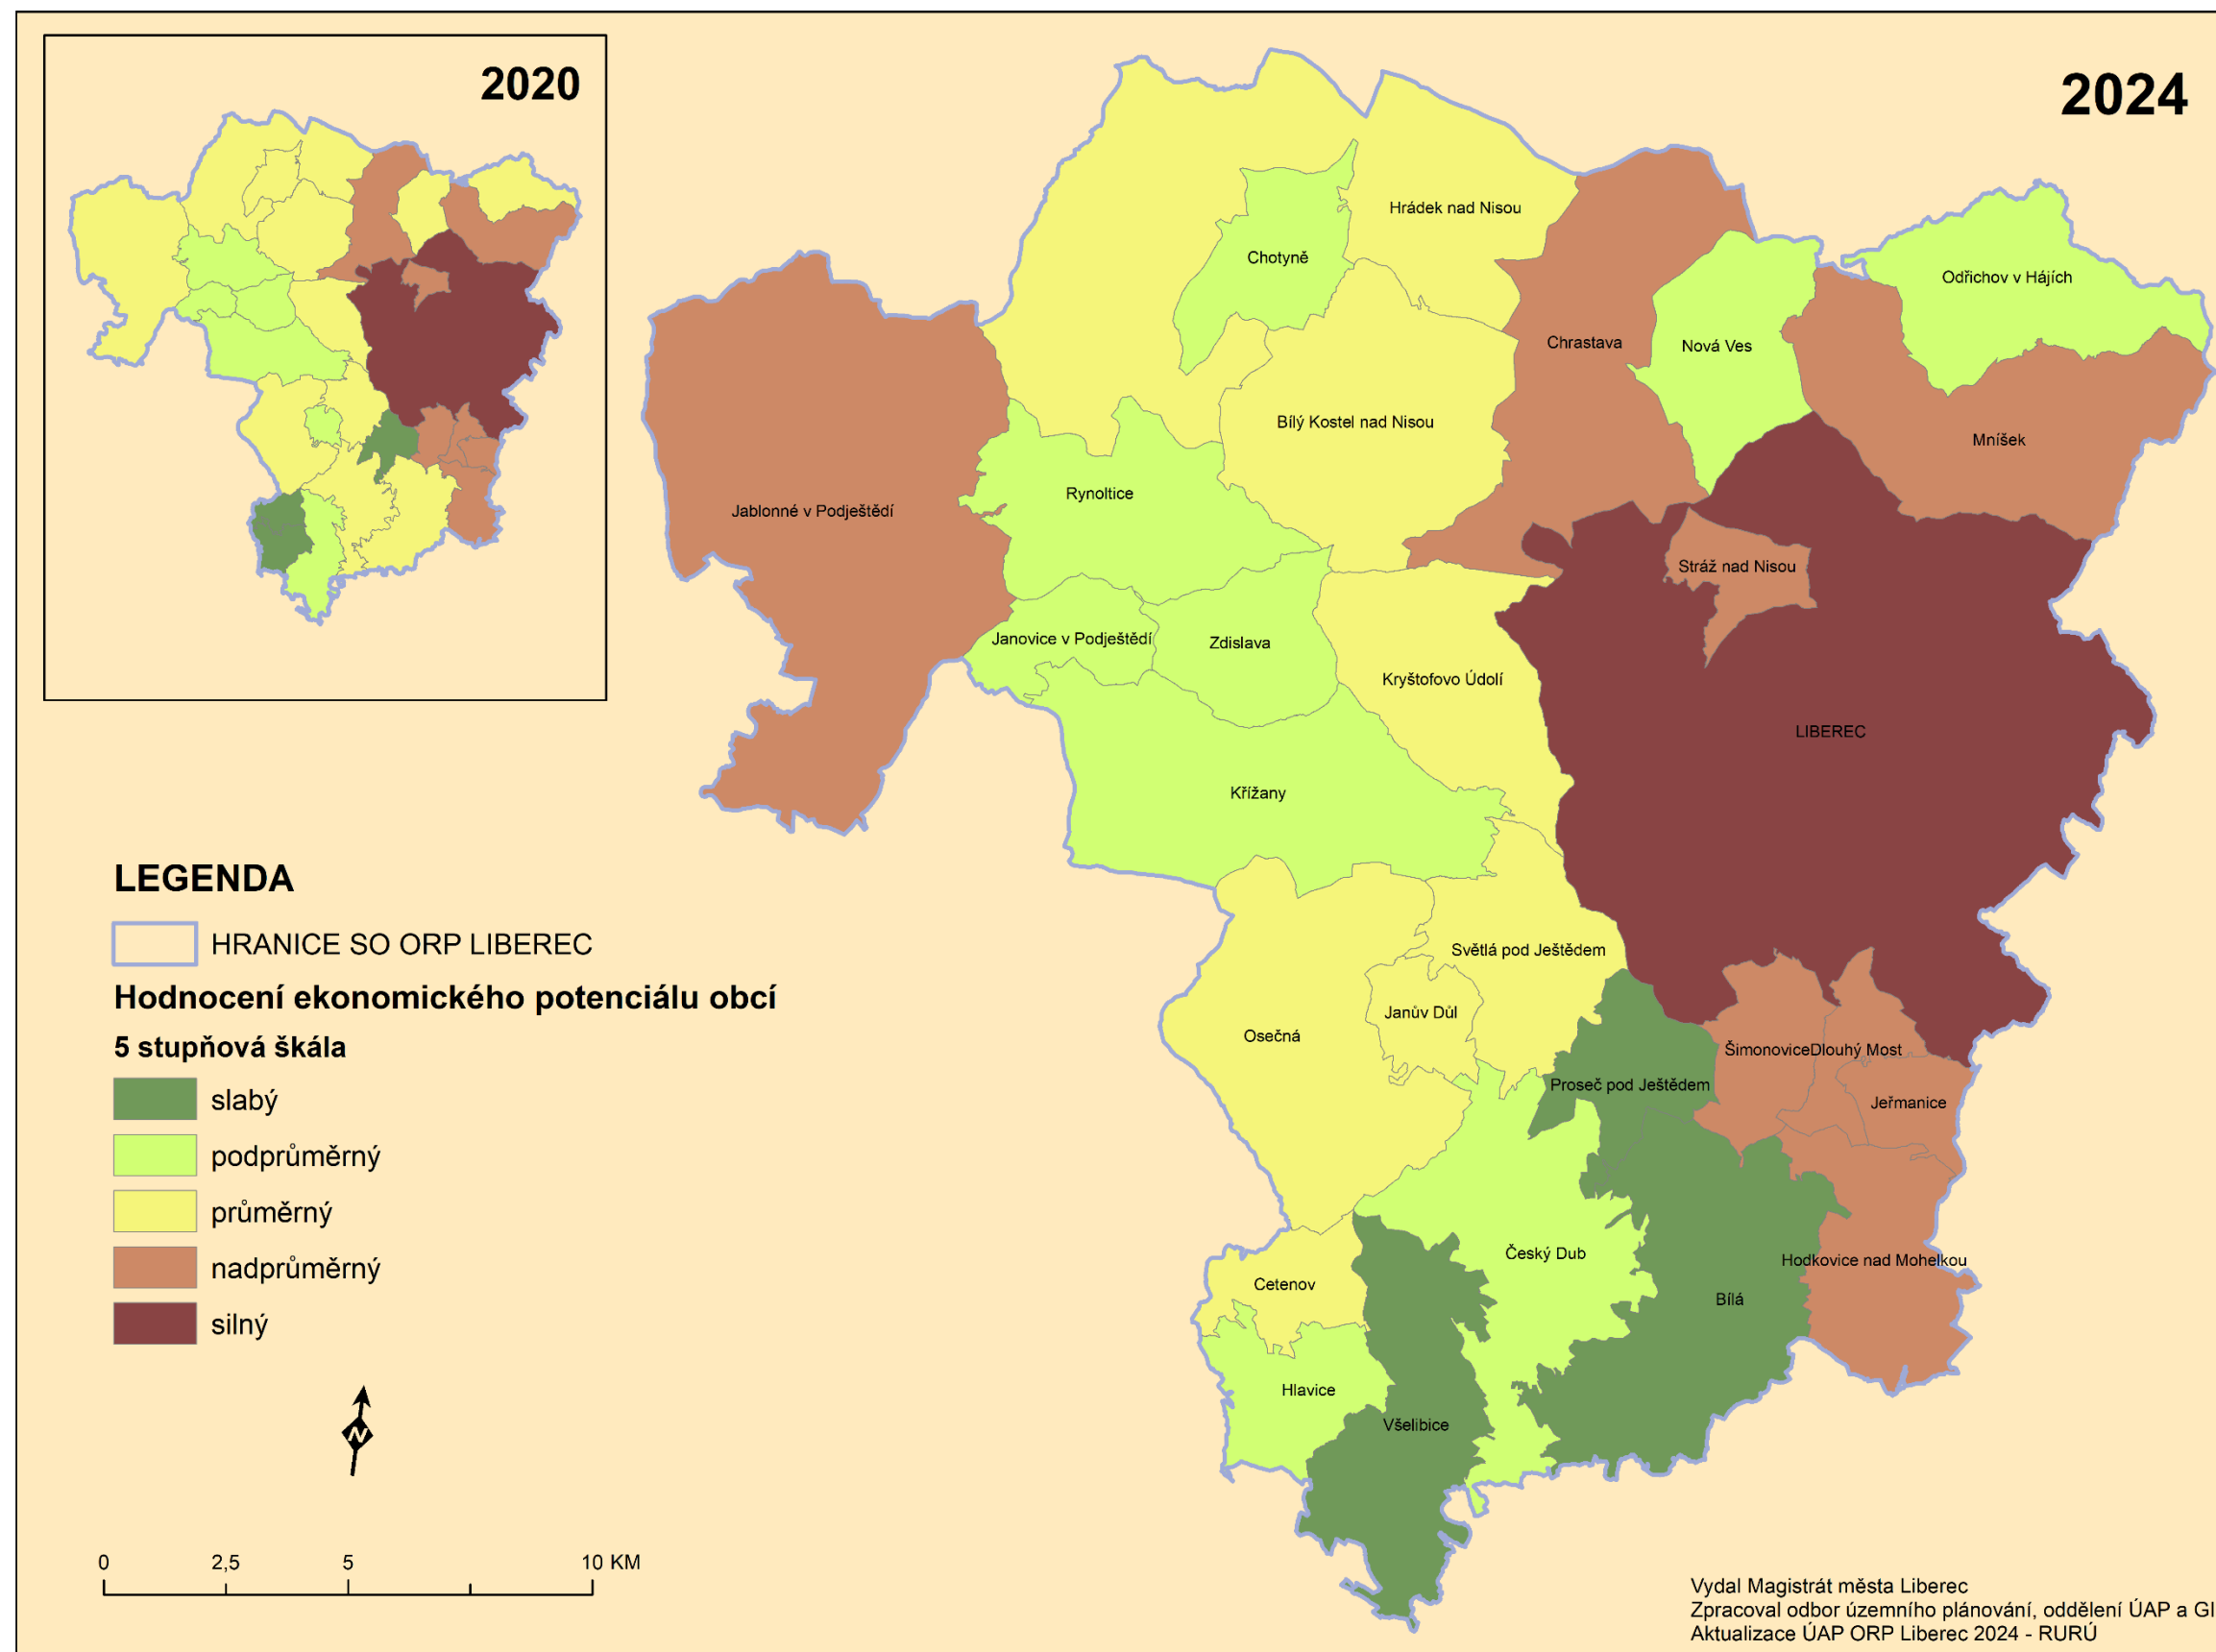 2020
2024
Hrádek nad Nisou
Chotyně
Odřichov v Hájích
Chrastava
Nová Ves
Bílý Kostel nad Nisou
Mníšek
Rynoltice
Jablonné v Podještědí
Stráž nad Nisou
Janovice v Podještědí
Zdislava
Kryštofovo Údolí
LIBEREC
Křížany
LEGENDA
HRANICE SO ORP LIBEREC
Hodnocení ekonomického potenciálu obcí
5 stupňová škála
slabý
podprůměrný
průměrný
nadprůměrný
silný
Světlá pod Ještědem
Janův Důl
Osečná
Šimonovice
Dlouhý Most
Proseč pod Ještědem
Jeřmanice
Český Dub
Hodkovice nad Mohelkou
Cetenov
Bílá
Hlavice
Všelibice
N
0 2,5 5 10 KM
Vydal Magistrát města Liberec
Zpracoval odbor územního plánování, oddělení ÚAP a GI
Aktualizace ÚAP ORP Liberec 2024 - RURÚ